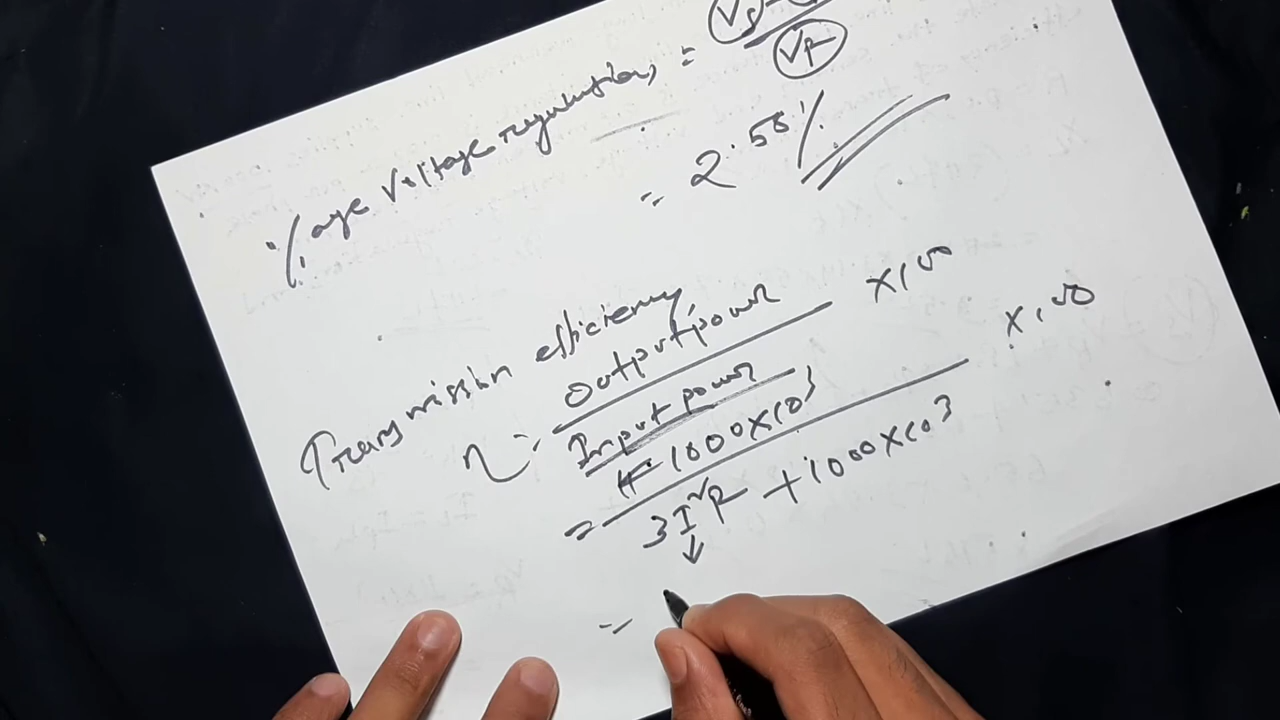 %age Voltage regulation, =
VR
= 2.58%
Transmission efficiency,
η = Output power × 100
Input power
= 1000×10³ × 100
3I²R + 1000×10³
=